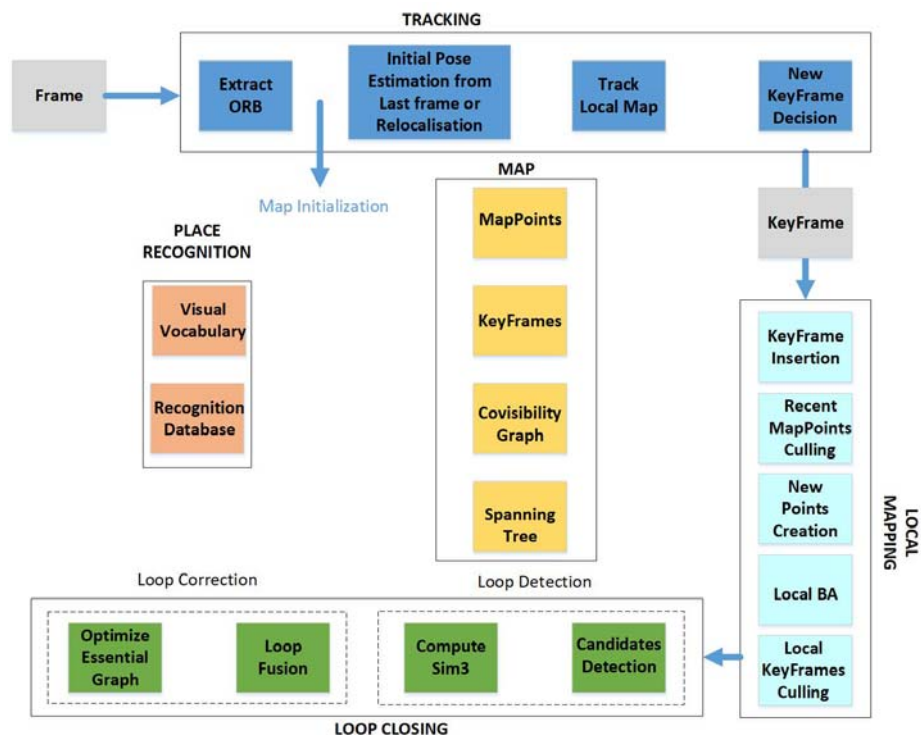 TRACKING
Frame
Extract
ORB
Initial Pose
Estimation from
Last frame or
Relocalisation
Track
Local Map
New
KeyFrame
Decision
Map Initialization
MAP
MapPoints
KeyFrames
Covisibility
Graph
Spanning
Tree
KeyFrame
PLACE
RECOGNITION
Visual
Vocabulary
Recognition
Database
KeyFrame
Insertion
Recent
MapPoints
Culling
New
Points
Creation
Local BA
Local
KeyFrames
Culling
LOCAL
MAPPING
Loop Correction
Loop Detection
Optimize
Essential
Graph
Loop
Fusion
Compute
Sim3
Candidates
Detection
LOOP CLOSING